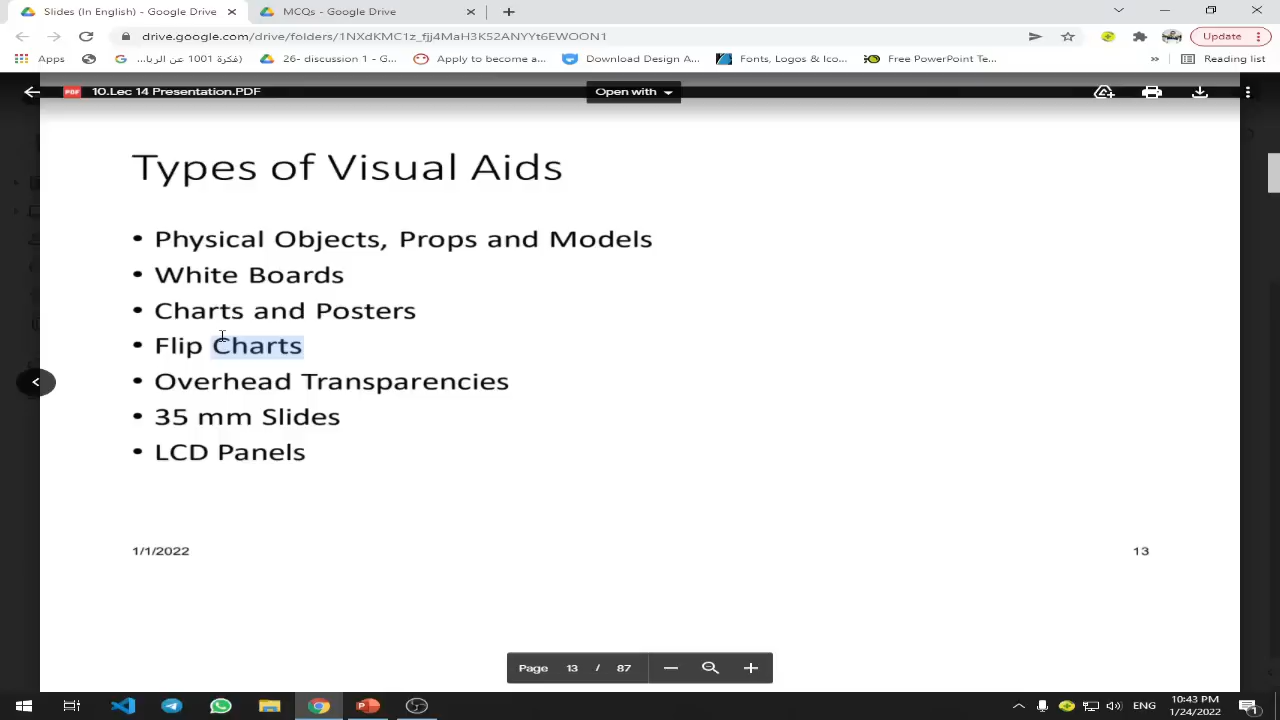 Slides (In English) - Google Drive
MCQs - Google Drive
drive.google.com/drive/folders/1NXdKMC1z_fjj4MaH3K52ANYYt6EWOON1
Update
Apps
فكرة 1001 عن الريا...
26- discussion 1 - G...
Apply to become a...
Download Design A...
Fonts, Logos & Ico...
Free PowerPoint Te...
»
Reading list
PDF 10.Lec 14 Presentation.PDF
Open with
Types of Visual Aids
• Physical Objects, Props and Models
• White Boards
• Charts and Posters
• Flip Charts
• Overhead Transparencies
• 35 mm Slides
• LCD Panels
1/1/2022
13
Page 13 / 87
ENG
10:43 PM
1/24/2022
1